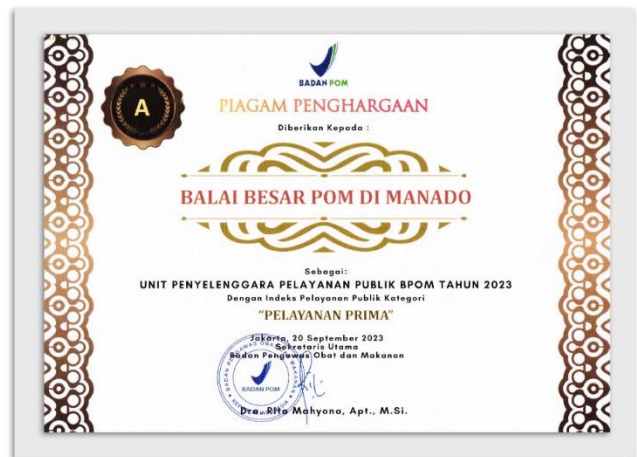 BADAN POM
A
PIAGAM PENGHARGAAN
Diberikan Kepada :
BALAI BESAR POM DI MANADO
Sebagai:
UNIT PENYELENGGARA PELAYANAN PUBLIK BPOM TAHUN 2023
Dengan Indeks Pelayanan Publik Kategori
"PELAYANAN PRIMA"
Jakarta, 20 September 2023
Sekretaris Utama
Badan Pengawas Obat dan Makanan
BADAN POM
Dra. Rita Mahyona, Apt., M.Si.